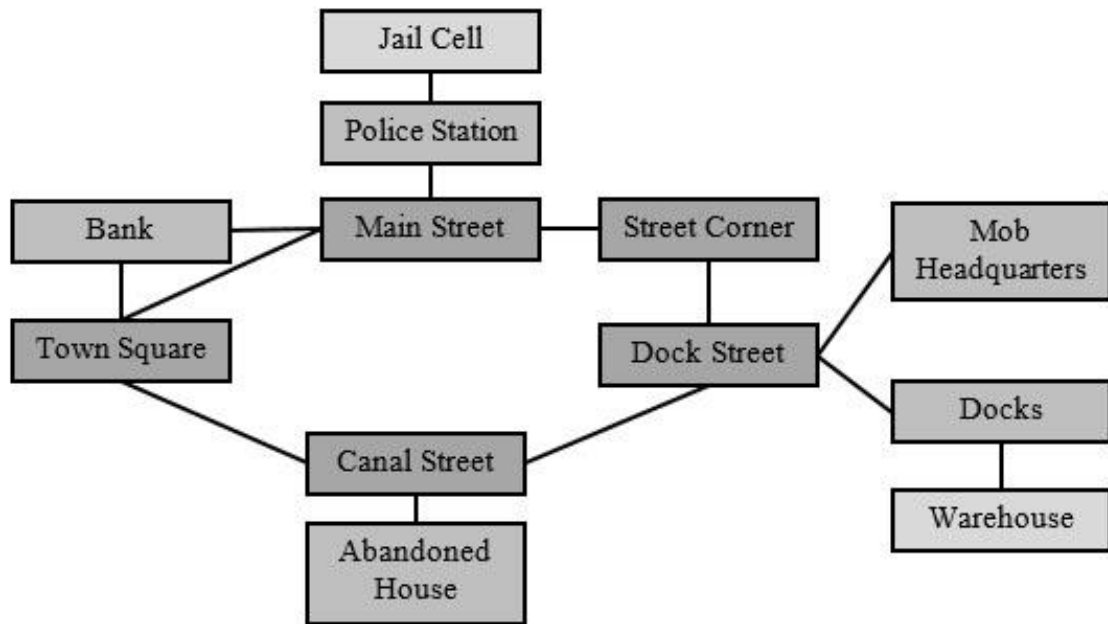 Jail Cell
Police Station
Bank
Main Street
Street Corner
Mob
Headquarters
Town Square
Dock Street
Docks
Canal Street
Warehouse
Abandoned
House